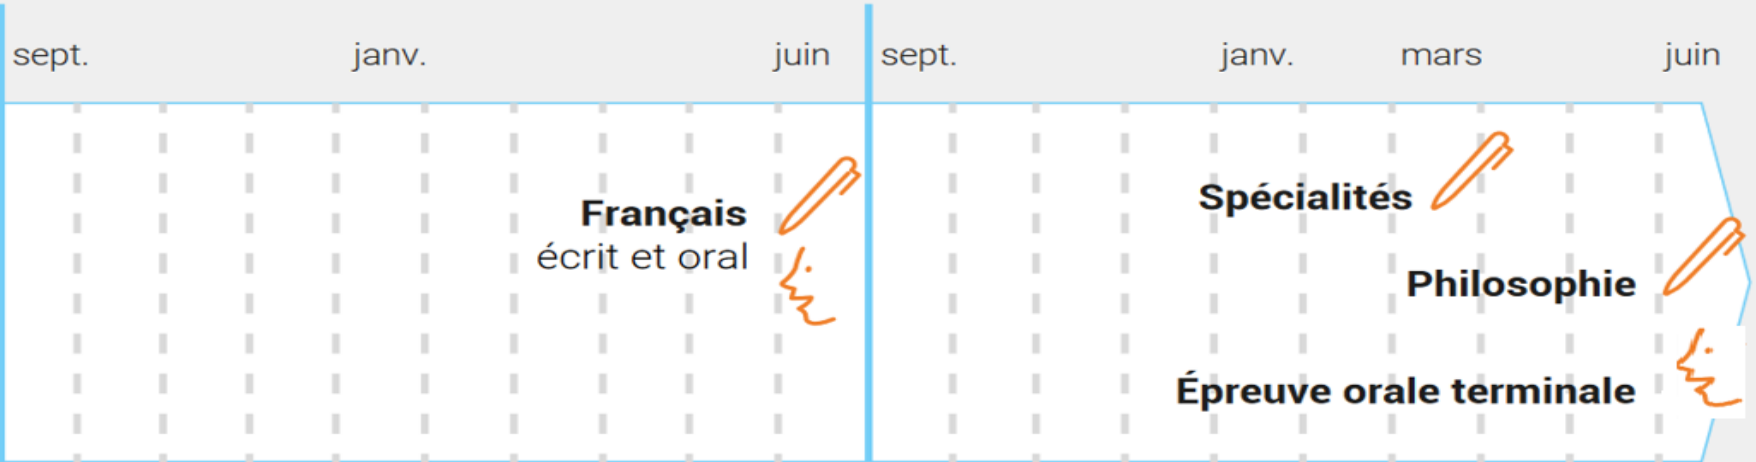 sept. janv. juin sept. janv. mars juin
Français
écrit et oral
Spécialités
Philosophie
Épreuve orale terminale